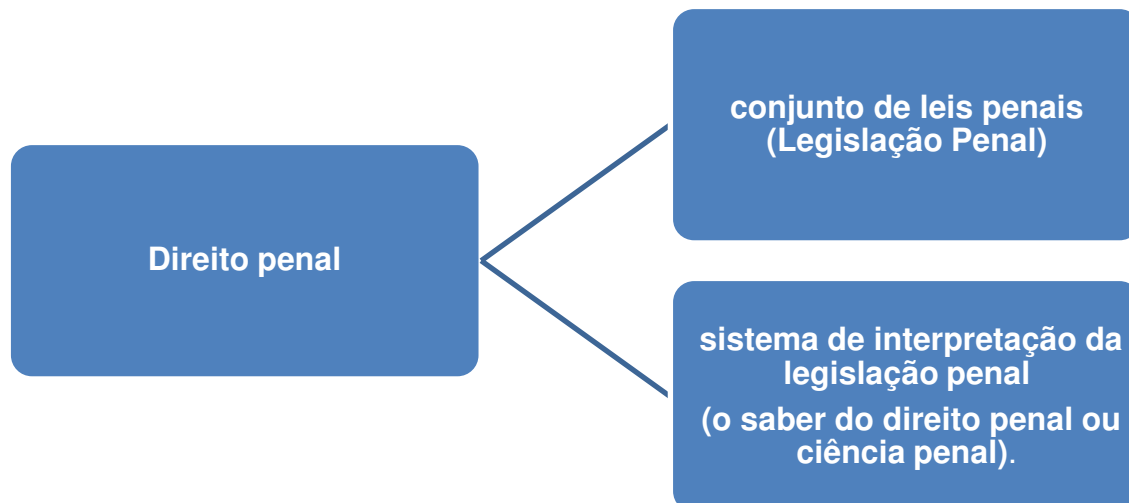 Direito penal
conjunto de leis penais
(Legislação Penal)
sistema de interpretação da
legislação penal
(o saber do direito penal ou
ciência penal).